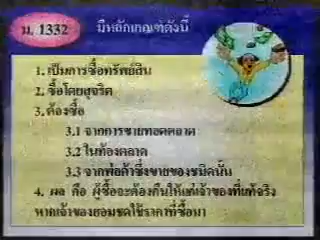 ม. 1332 มีหลักเกณฑ์ดังนี้
1. เป็นการซื้อทรัพย์สิน
2. ซื้อโดยสุจริต
3. ต้องซื้อ
3.1 จากการขายทอดตลาด
3.2 ในท้องตลาด
3.3 จากพ่อค้าซึ่งขายของชนิดนั้น
4. ผล คือ ผู้ซื้อจะต้องคืนให้แก่เจ้าของที่แท้จริง
หากเจ้าของยอมชดใช้ราคาที่ซื้อมา